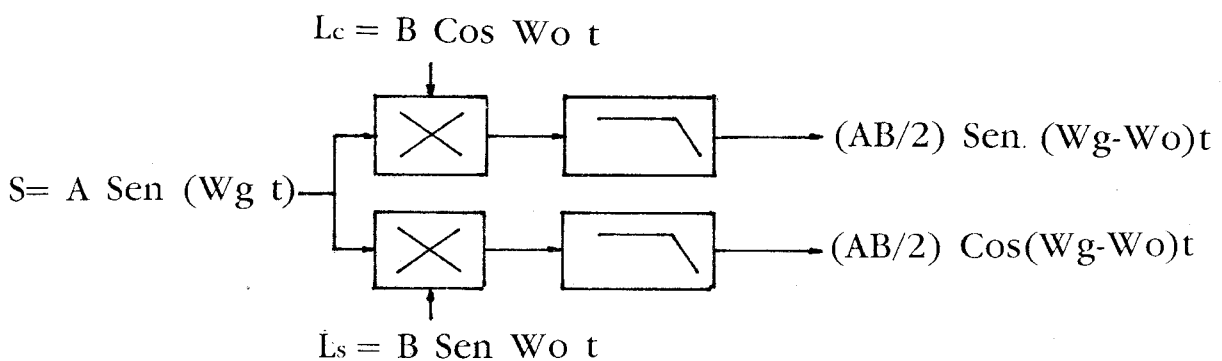 Lc = B Cos Wo t
(AB/2) Sen. (Wg-Wo)t
S= A Sen (Wg t)
(AB/2) Cos(Wg-Wo)t
Ls = B Sen Wo t